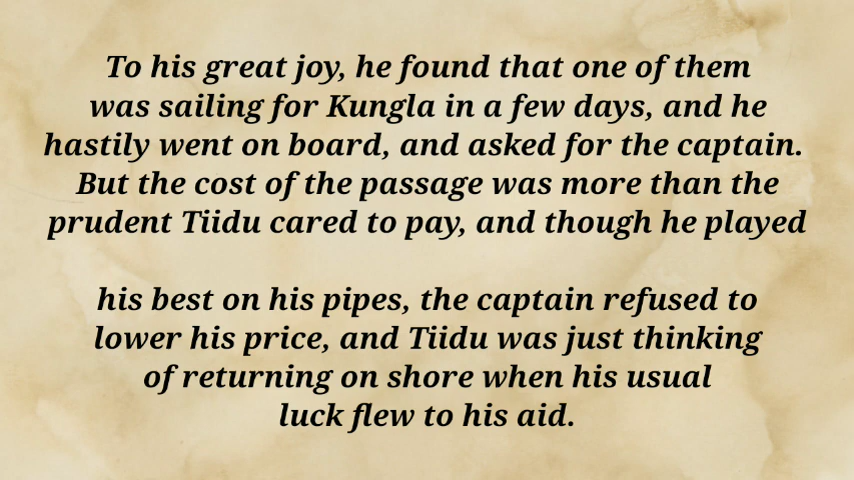 To his great joy, he found that one of them
was sailing for Kungla in a few days, and he
hastily went on board, and asked for the captain.
But the cost of the passage was more than the
prudent Tiidu cared to pay, and though he played
his best on his pipes, the captain refused to
lower his price, and Tiidu was just thinking
of returning on shore when his usual
luck flew to his aid.